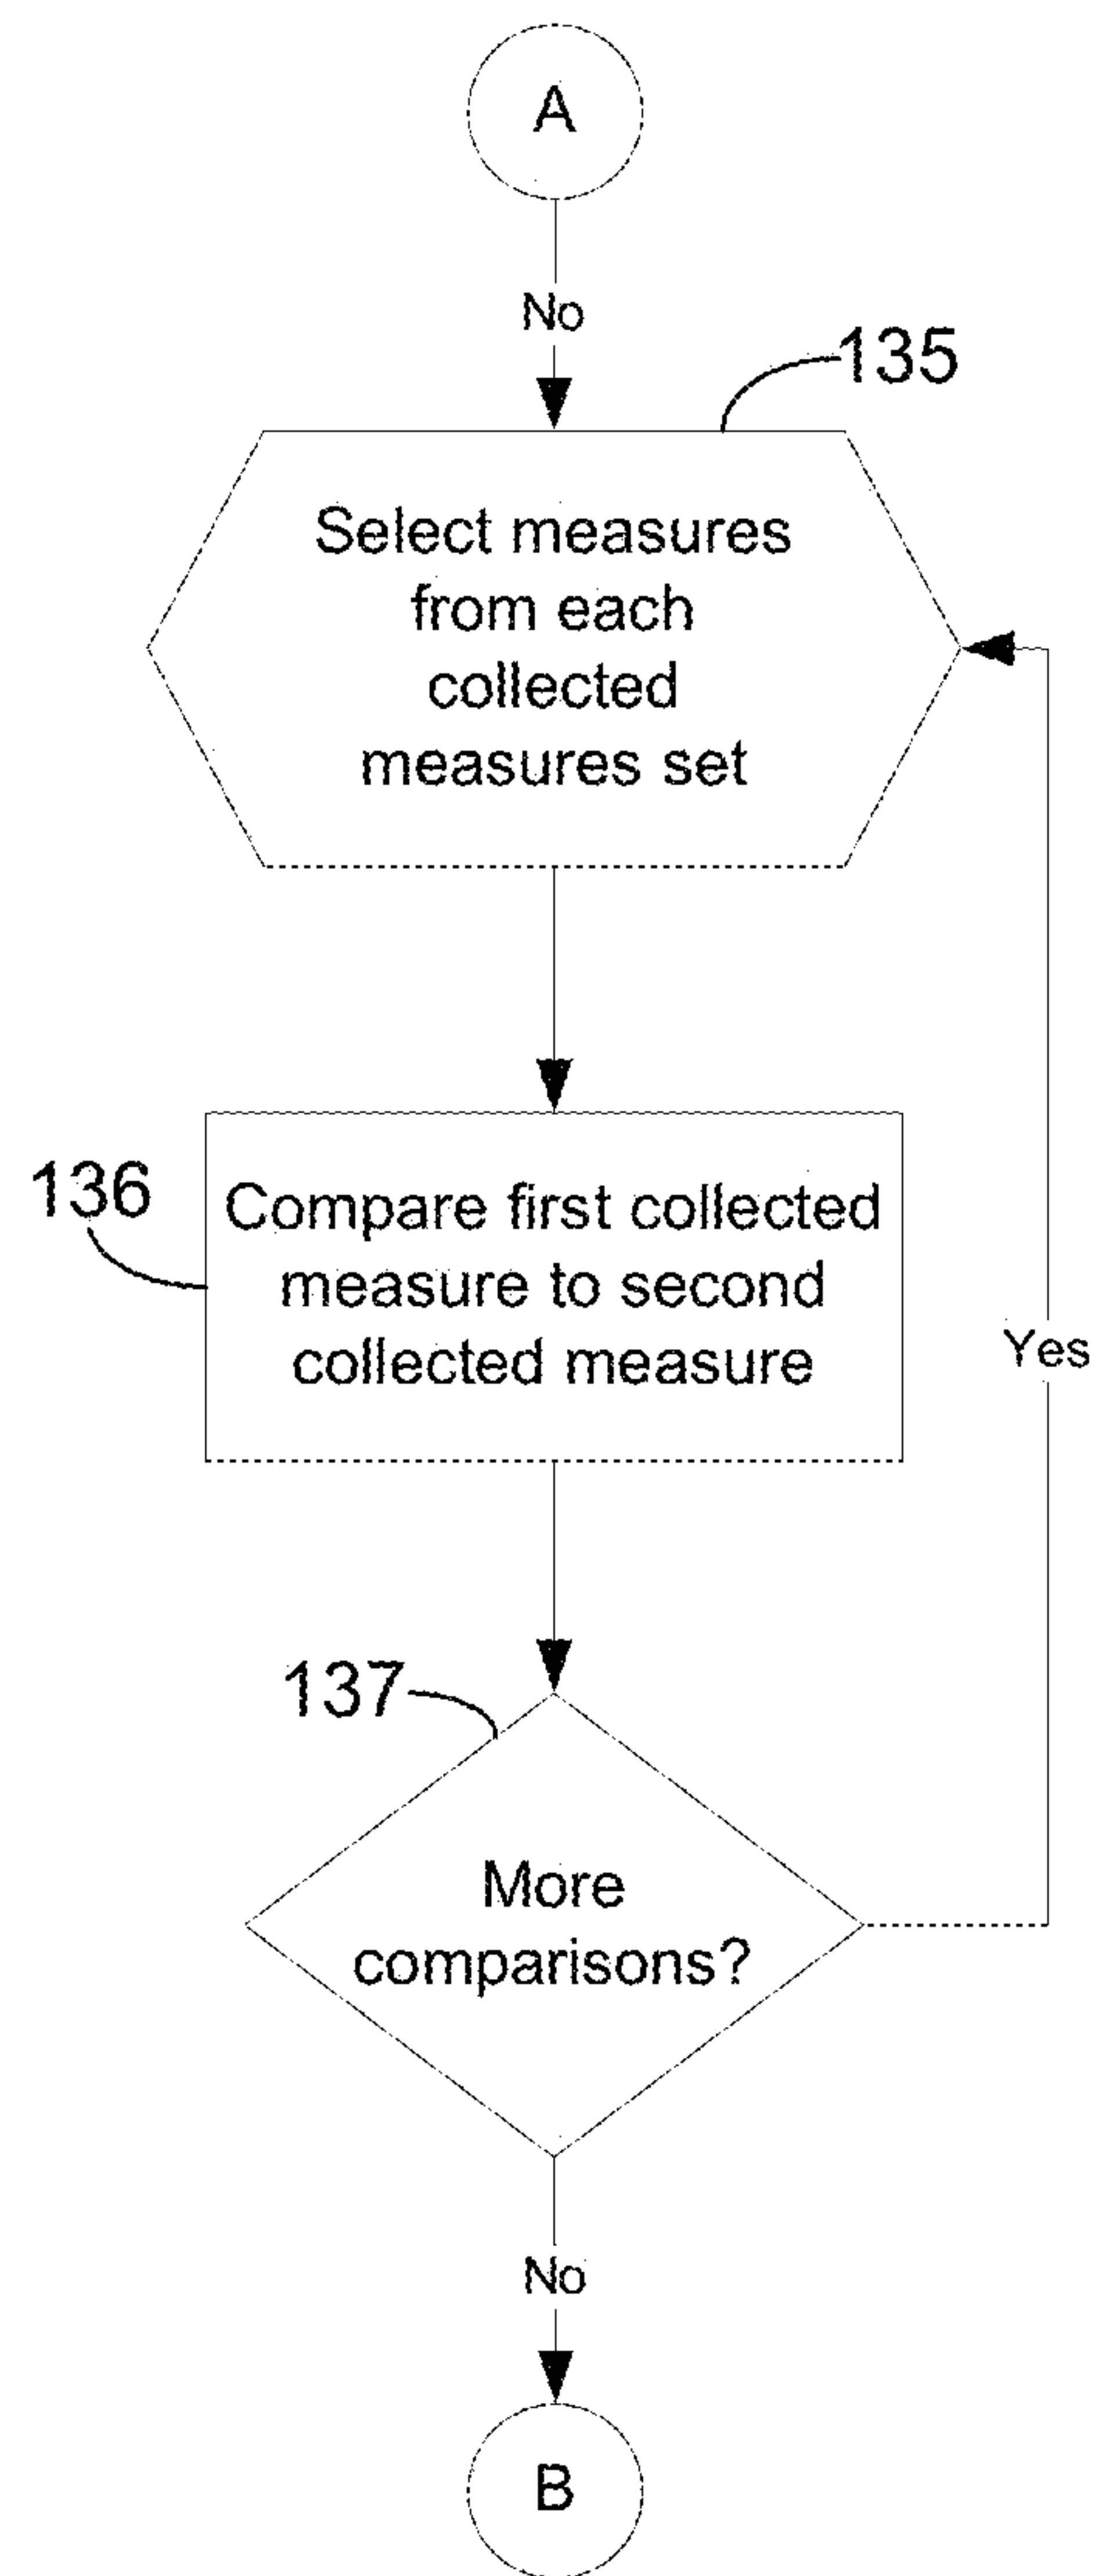 A
No
135
Select measures
from each
collected
measures set
136
Compare first collected
measure to second
collected measure
Yes
137
More
comparisons?
No
B